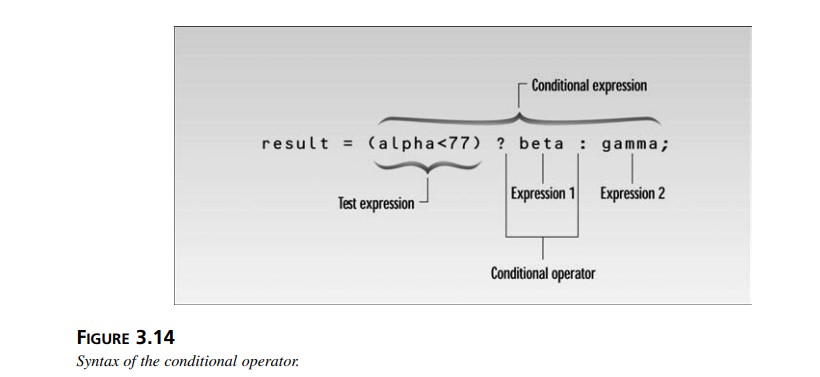 Conditional expression
result = (alpha<77) ? beta : gamma;
Test expression
Expression 1
Expression 2
Conditional operator
FIGURE 3.14
Syntax of the conditional operator.